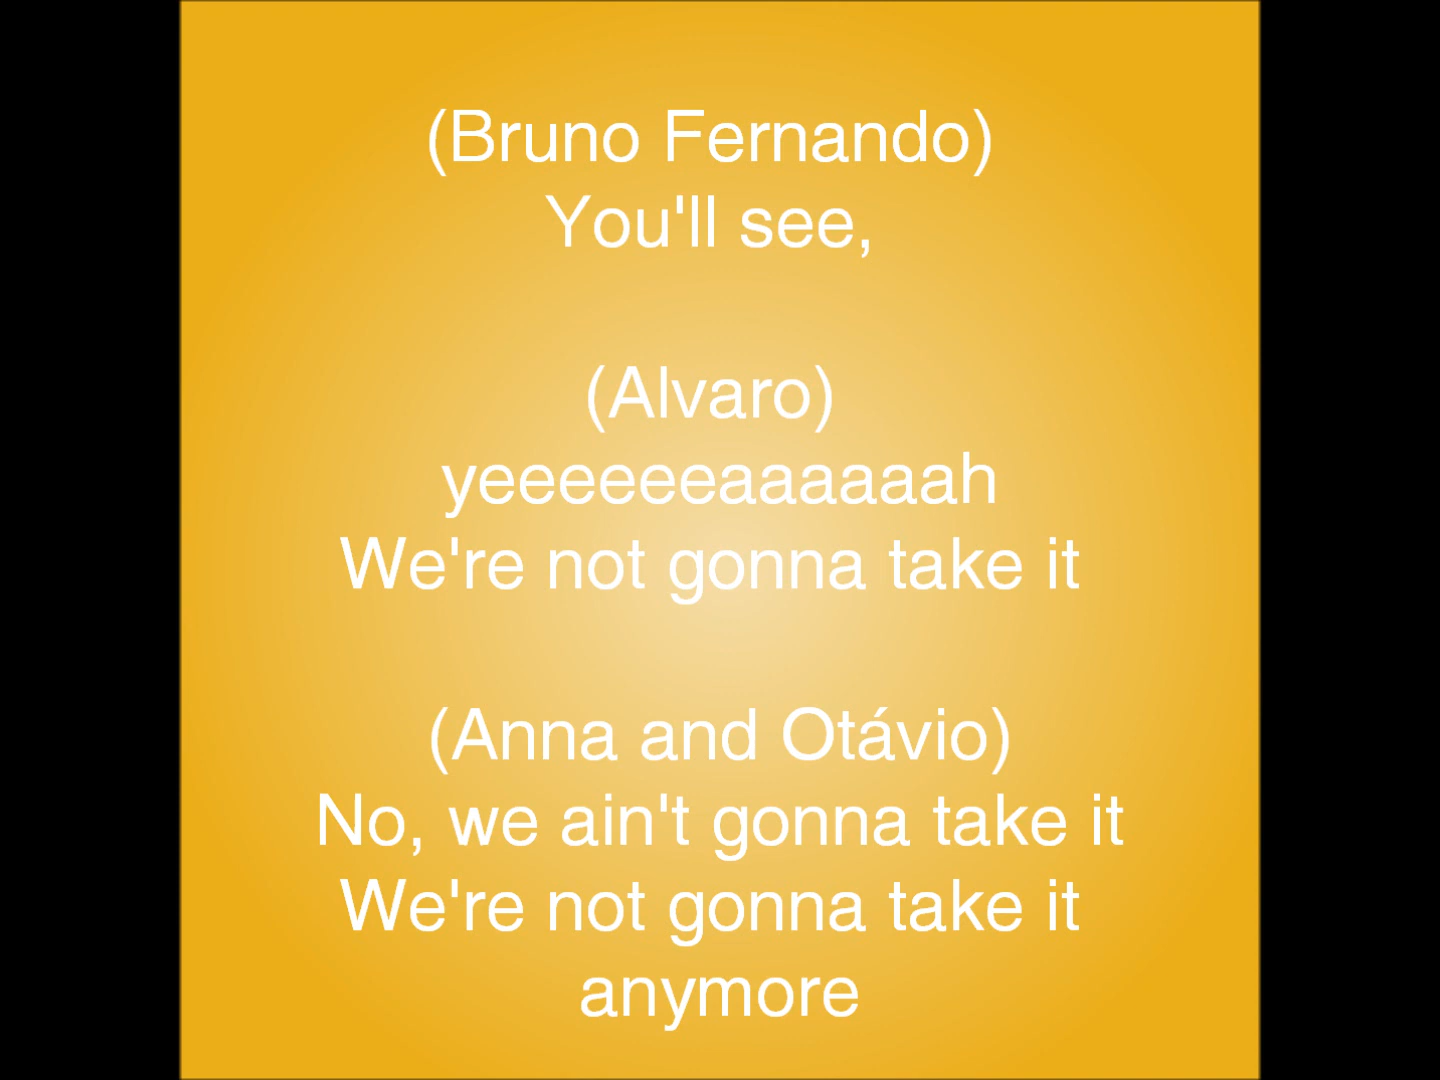 (Bruno Fernando)
You'll see,
(Alvaro)
yeeeeeeaaaaaah
We're not gonna take it
(Anna and Otávio)
No, we ain't gonna take it
We're not gonna take it
anymore